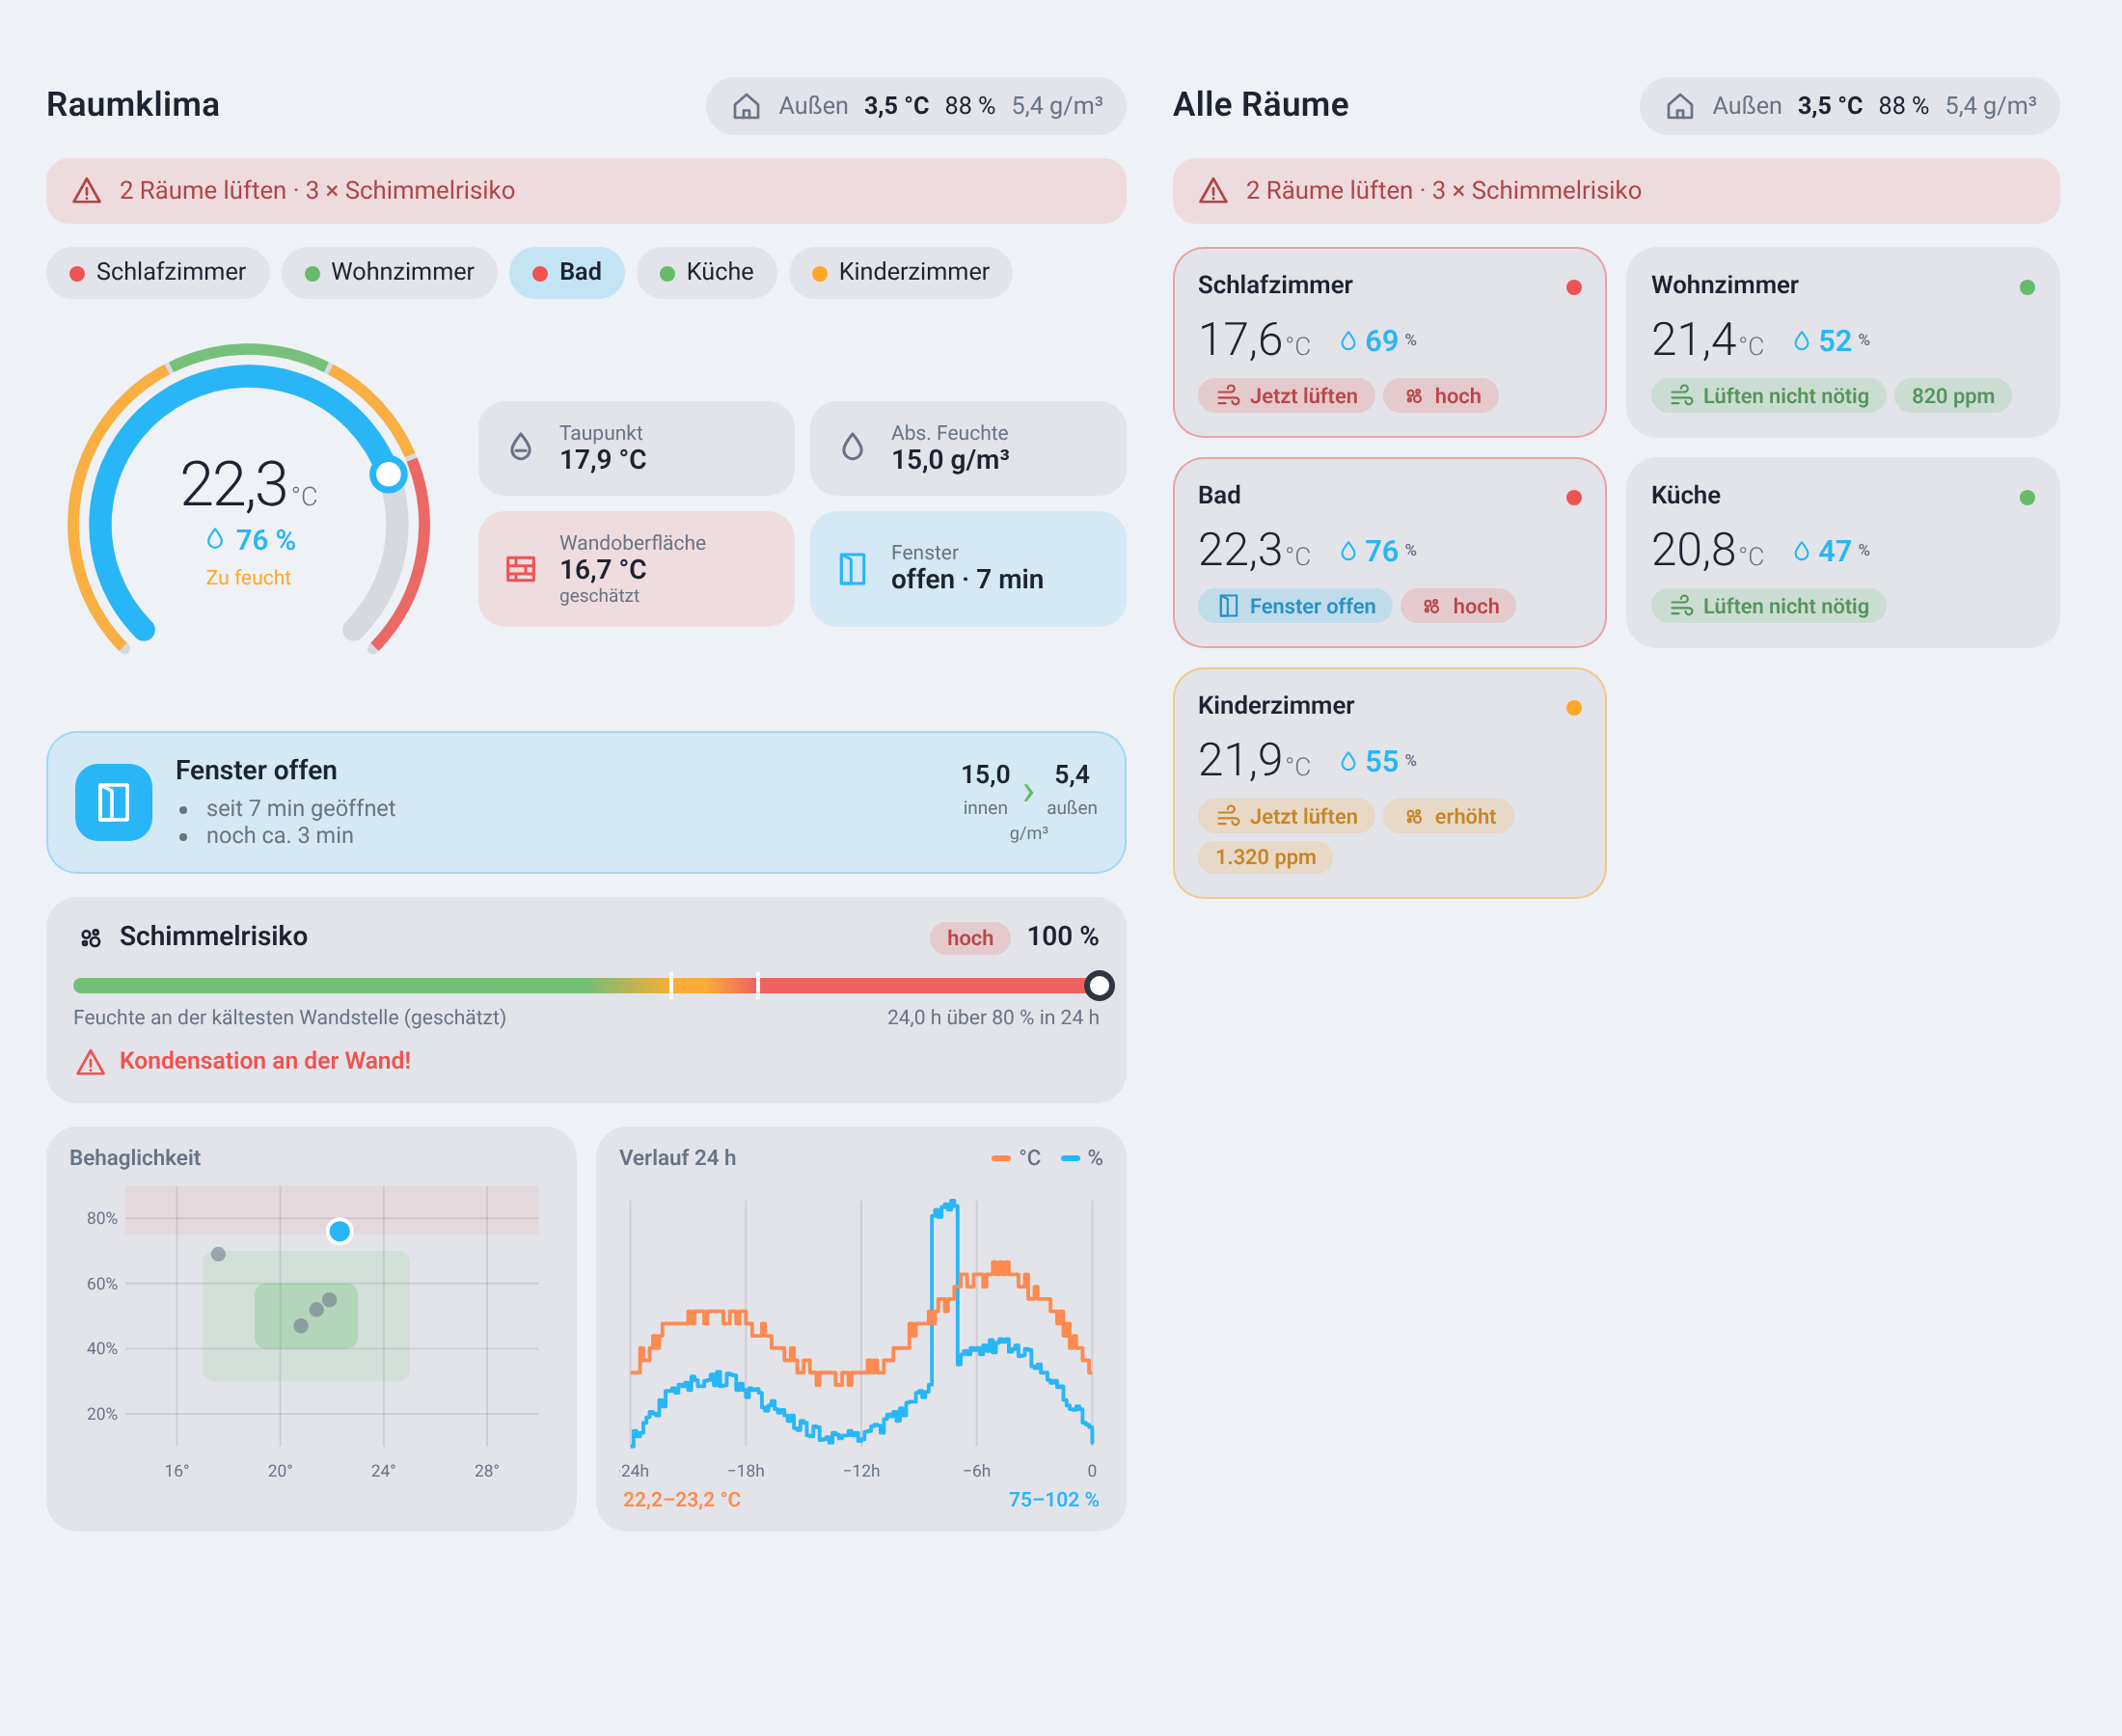 Raumklima
Außen 3,5 °C 88 % 5,4 g/m³
2 Räume lüften · 3 × Schimmelrisiko
Schlafzimmer
Wohnzimmer
Bad
Küche
Kinderzimmer
22,3 °C
76 %
Zu feucht
Taupunkt
17,9 °C
Abs. Feuchte
15,0 g/m³
Wandoberfläche
16,7 °C
geschätzt
Fenster
offen · 7 min
Fenster offen
• seit 7 min geöffnet
• noch ca. 3 min
15,0 › 5,4
innen außen
g/m³
Schimmelrisiko
hoch 100 %
Feuchte an der kältesten Wandstelle (geschätzt)
24,0 h über 80 % in 24 h
Kondensation an der Wand!
Behaglichkeit
80%
60%
40%
20%
16° 20° 24° 28°
Verlauf 24 h
°C %
24h −18h −12h −6h 0
22,2–23,2 °C
75–102 %
Alle Räume
Außen 3,5 °C 88 % 5,4 g/m³
2 Räume lüften · 3 × Schimmelrisiko
Schlafzimmer
17,6 °C 69 %
Jetzt lüften hoch
Wohnzimmer
21,4 °C 52 %
Lüften nicht nötig 820 ppm
Bad
22,3 °C 76 %
Fenster offen hoch
Küche
20,8 °C 47 %
Lüften nicht nötig
Kinderzimmer
21,9 °C 55 %
Jetzt lüften erhöht
1.320 ppm